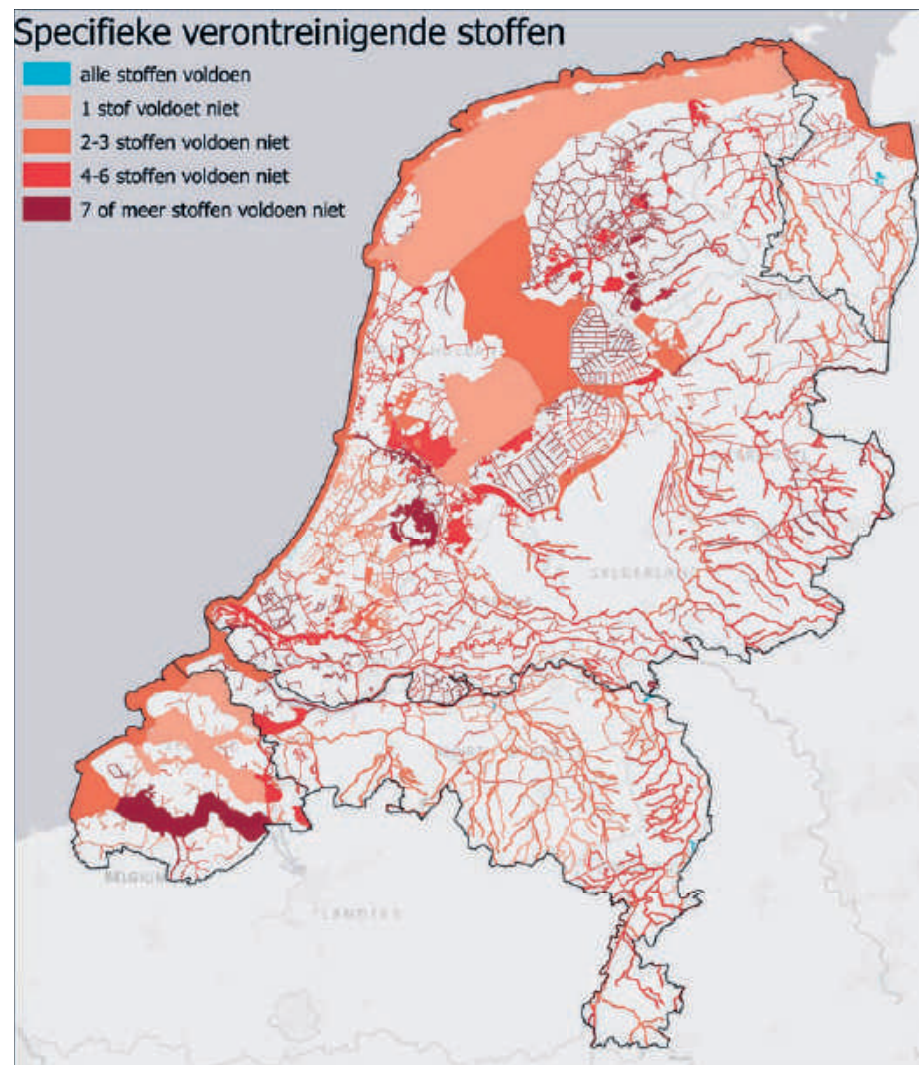 Specifieke verontreinigende stoffen
alle stoffen voldoen
1 stof voldoet niet
2-3 stoffen voldoen niet
4-6 stoffen voldoen niet
7 of meer stoffen voldoen niet
GELDERLAND